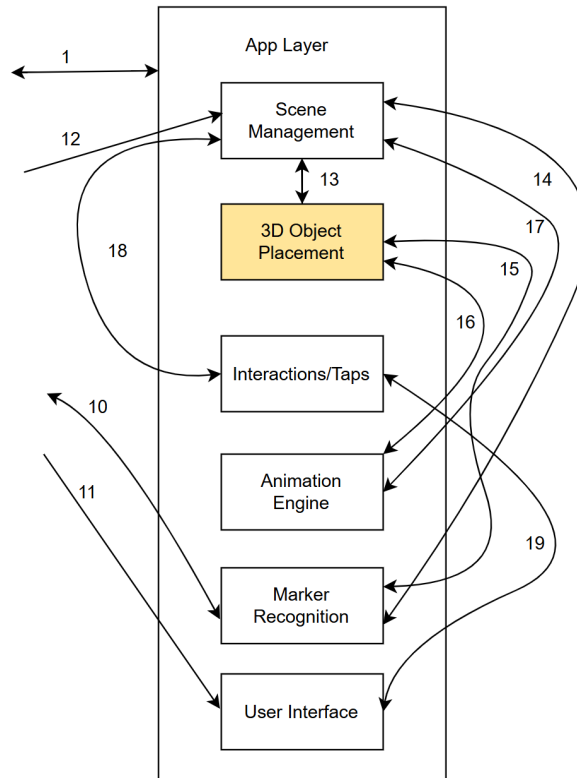 App Layer
1
Scene
Management
12
13
14
17
3D Object
Placement
18
15
16
Interactions/Taps
10
11
Animation
Engine
19
Marker
Recognition
User Interface